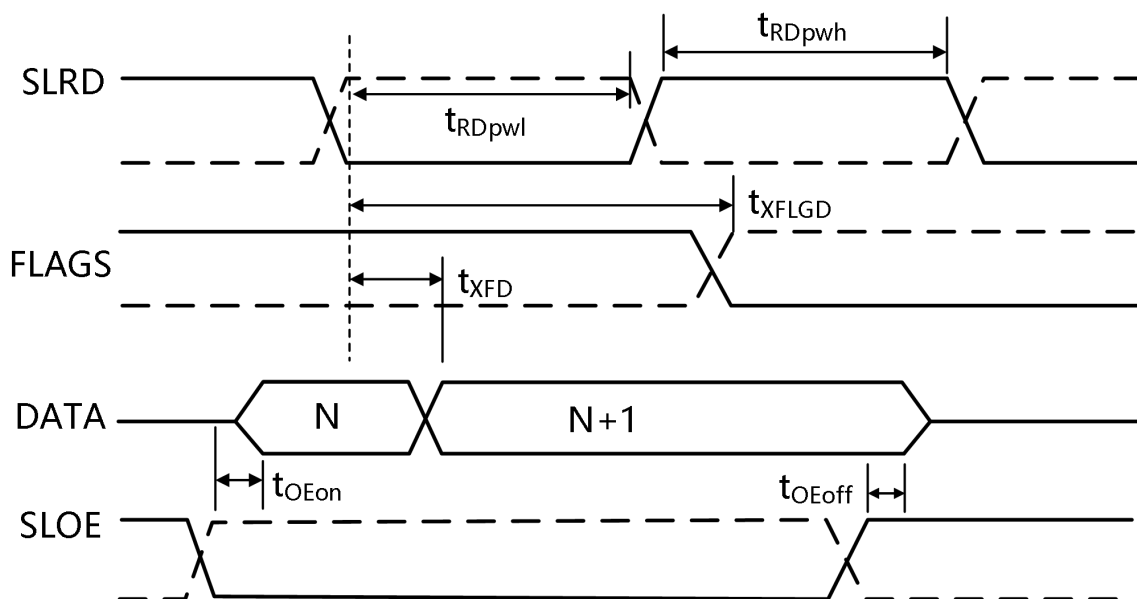 t_RDpwh
SLRD
t_RDpwl
t_XFLGD
FLAGS
t_XFD
DATA N N+1
t_OEon t_OEoff
SLOE